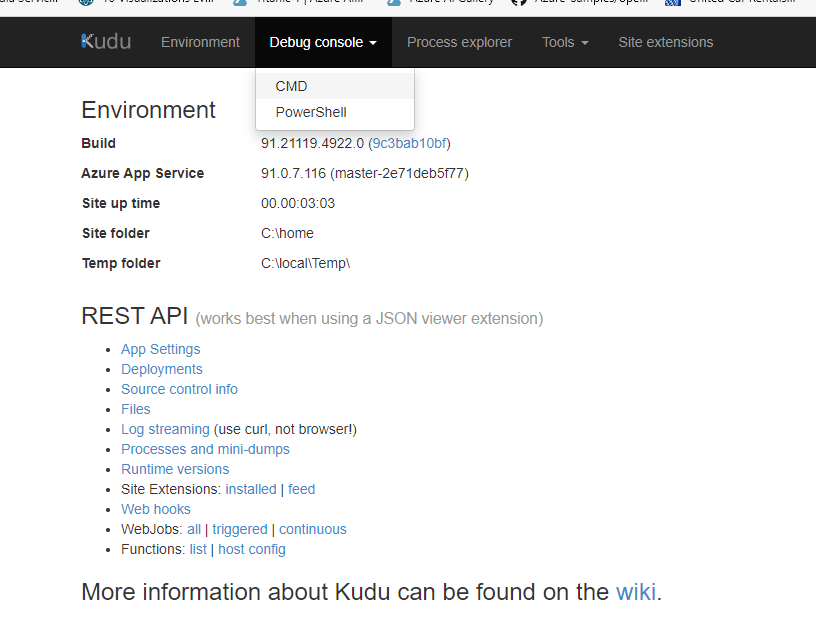 Titanic 1 | Azure AI...
Azure AI Gallery
Azure-Samples/ope...
United Car Rentals...
Kudu Environment Debug console Process explorer Tools Site extensions
CMD
PowerShell
Environment
Build 91.21119.4922.0 (9c3bab10bf)
Azure App Service 91.0.7.116 (master-2e71deb5f77)
Site up time 00.00:03:03
Site folder C:\home
Temp folder C:\local\Temp\
REST API (works best when using a JSON viewer extension)
App Settings
Deployments
Source control info
Files
Log streaming (use curl, not browser!)
Processes and mini-dumps
Runtime versions
Site Extensions: installed | feed
Web hooks
WebJobs: all | triggered | continuous
Functions: list | host config
More information about Kudu can be found on the wiki.